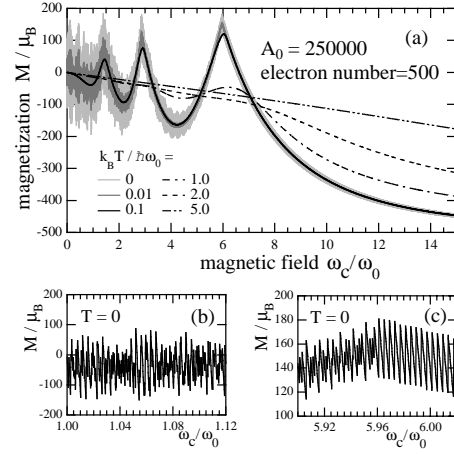 200
100
0
-100
-200
-300
-400
-500
magnetization M / μB
(a)
A0 = 250000
electron number=500
kBT / ħω0 =
0
0.01
0.1
1.0
2.0
5.0
0 2 4 6 8 10 12 14
magnetic field ωc/ω0
200
100
0
-100
-200
M / μB
T = 0
(b)
1.00 1.04 1.08 1.12
ωc/ω0
200
180
160
140
120
100
M / μB
T = 0
(c)
5.92 5.96 6.00
ωc/ω0